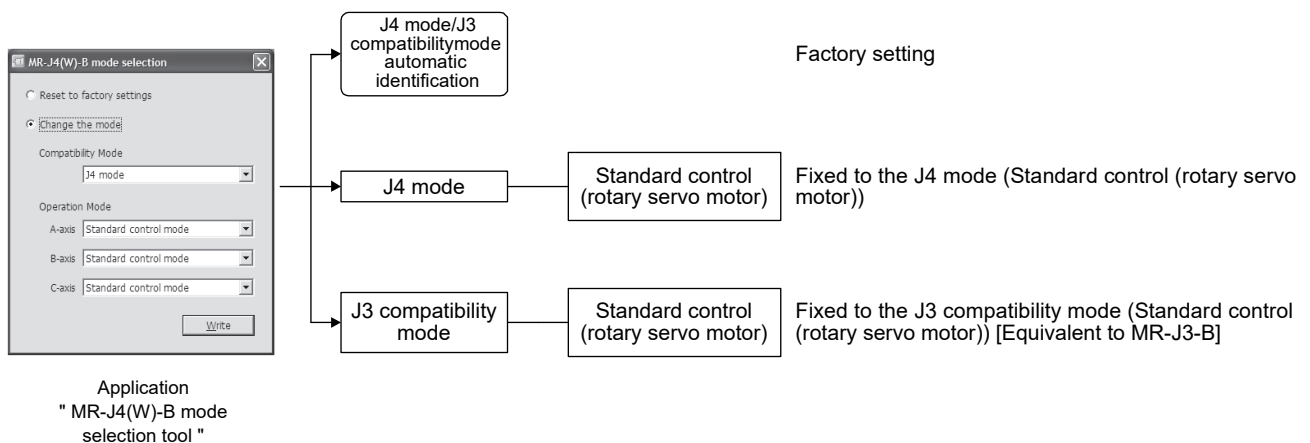 MR-J4(W)-B mode selection
Reset to factory settings
Change the mode
Compatibility Mode
J4 mode
Operation Mode
A-axis Standard control mode
B-axis Standard control mode
C-axis Standard control mode
Write
Application
" MR-J4(W)-B mode
selection tool "
J4 mode/J3
compatibilitymode
automatic
identification
Factory setting
J4 mode
Standard control
(rotary servo motor)
Fixed to the J4 mode (Standard control (rotary servo
motor))
J3 compatibility
mode
Standard control
(rotary servo motor)
Fixed to the J3 compatibility mode (Standard control
(rotary servo motor)) [Equivalent to MR-J3-B]